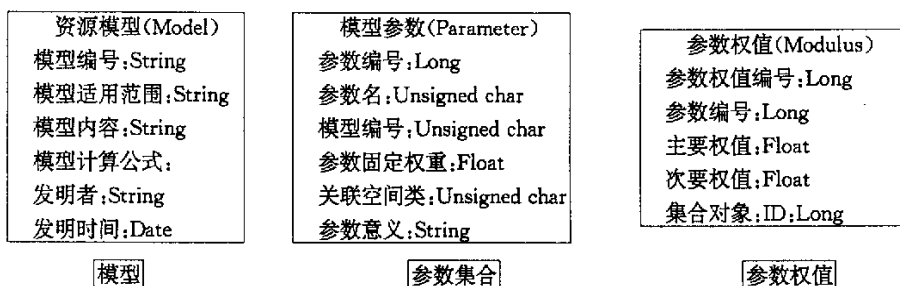 资源模型(Model)
模型编号:String
模型适用范围:String
模型内容:String
模型计算公式:
发明者:String
发明时间:Date
模型
模型参数(Parameter)
参数编号:Long
参数名:Unsigned char
模型编号:Unsigned char
参数固定权重:Float
关联空间类:Unsigned char
参数意义:String
参数集合
参数权值(Modulus)
参数权值编号:Long
参数编号:Long
主要权值:Float
次要权值:Float
集合对象:ID:Long
参数权值